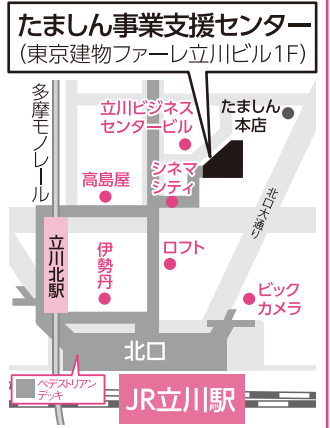 たましん事業支援センター
(東京建物ファーレ立川ビル1F)
多摩モノレール
立川ビジネス
センタービル
たましん
本店
シネマ
シティ
高島屋
北口大通り
立川北駅
伊勢丹
ロフト
ビック
カメラ
北口
ペデストリアン
デッキ
JR立川駅